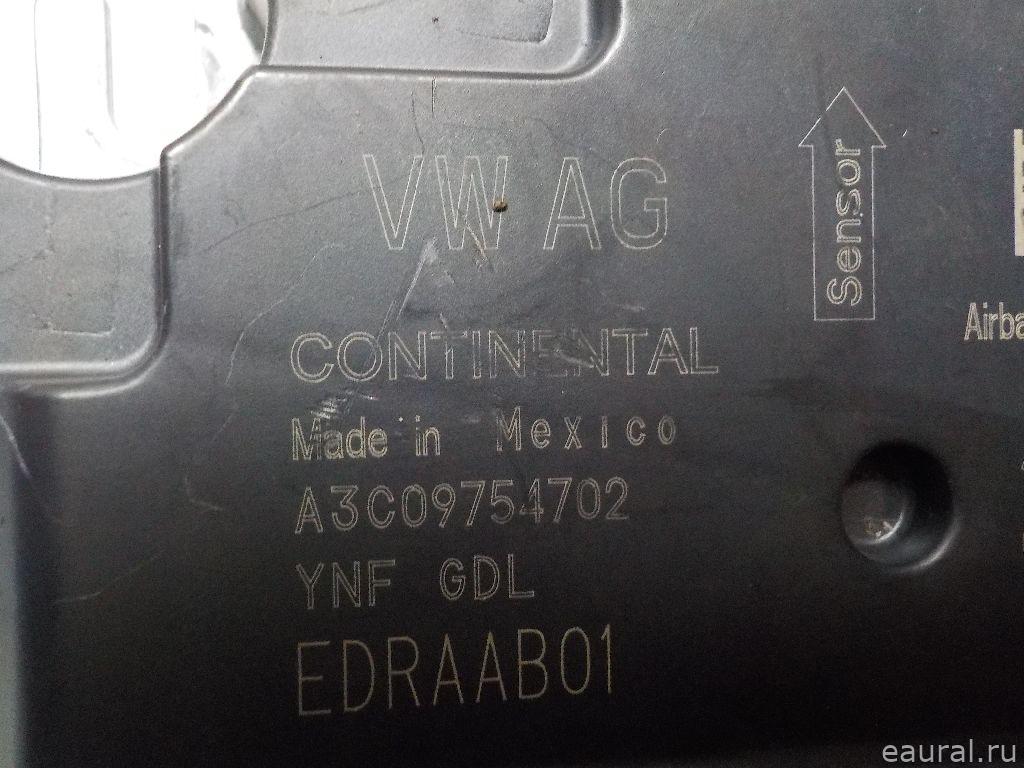 VW AG
Sensor
CONTINENTAL
Made in Mexico
A3C09754702
YNF GDL
EDRAAB01
eaural.ru